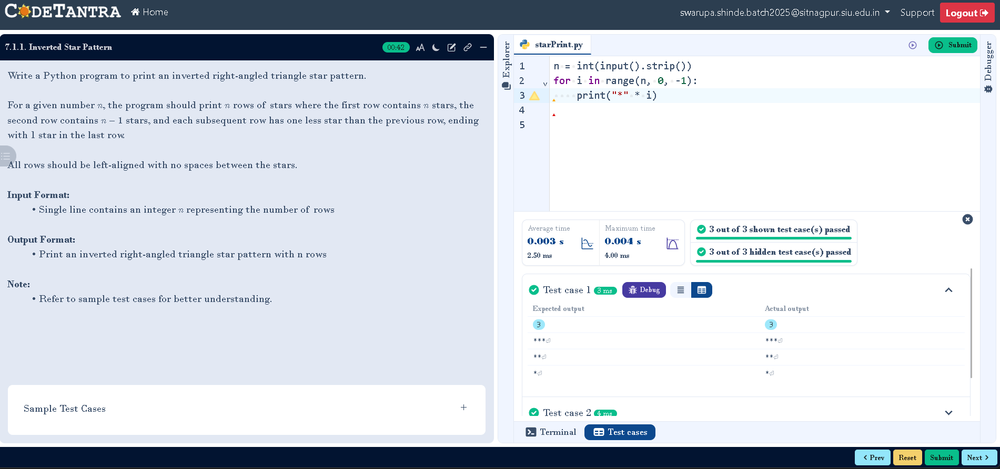 CODETANTRA
Home
swarupa.shinde.batch2025@sitnagpur.siu.edu.in
Support
Logout
7.1.1. Inverted Star Pattern
00:42
AA
Write a Python program to print an inverted right-angled triangle star pattern.
For a given number n, the program should print n rows of stars where the first row contains n stars, the
second row contains n − 1 stars, and each subsequent row has one less star than the previous row, ending
with 1 star in the last row.
All rows should be left-aligned with no spaces between the stars.
Input Format:
• Single line contains an integer n representing the number of rows
Output Format:
• Print an inverted right-angled triangle star pattern with n rows
Note:
• Refer to sample test cases for better understanding.
Sample Test Cases
+
Explorer
starPrint.py
Submit
Debugger
1 n = int(input().strip())
2 for i in range(n, 0, -1):
3     print("*" * i)
4
5
Average time
0.003 s
2.50 ms
Maximum time
0.004 s
4.00 ms
3 out of 3 shown test case(s) passed
3 out of 3 hidden test case(s) passed
Test case 1 3 ms
Debug
Expected output Actual output
3 3
***⏎ ***⏎
**⏎ **⏎
*⏎ *⏎
Test case 2 4 ms
Terminal
Test cases
< Prev
Reset
Submit
Next >